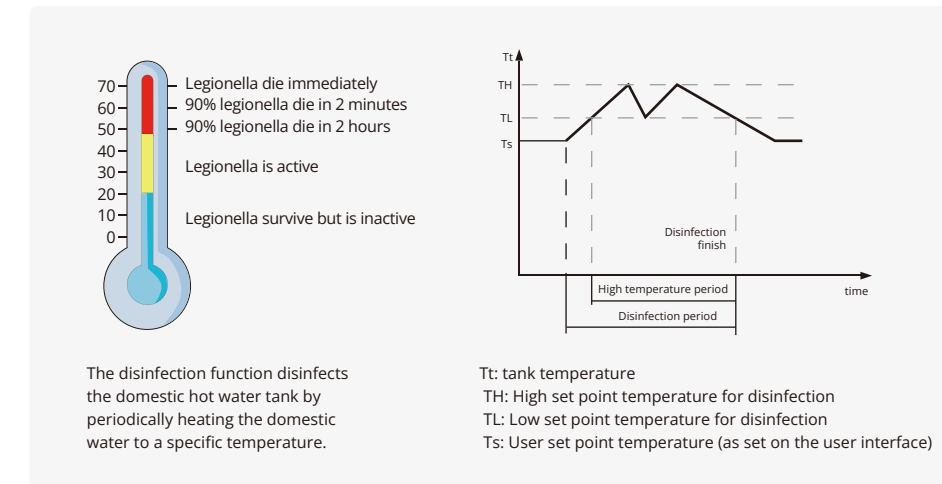 70
60
50
40
30
20
10
0
Legionella die immediately
90% legionella die in 2 minutes
90% legionella die in 2 hours
Legionella is active
Legionella survive but is inactive
The disinfection function disinfects
the domestic hot water tank by
periodically heating the domestic
water to a specific temperature.
Tt
TH
TL
Ts
Disinfection
finish
High temperature period
time
Disinfection period
Tt: tank temperature
TH: High set point temperature for disinfection
TL: Low set point temperature for disinfection
Ts: User set point temperature (as set on the user interface)